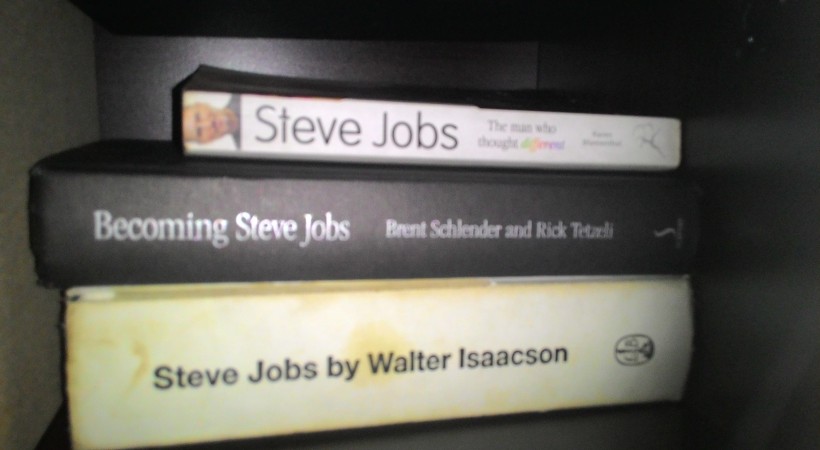 Steve Jobs
The man who
thought different
Becoming Steve Jobs Brent Schlender and Rick Tetzeli
Steve Jobs by Walter Isaacson